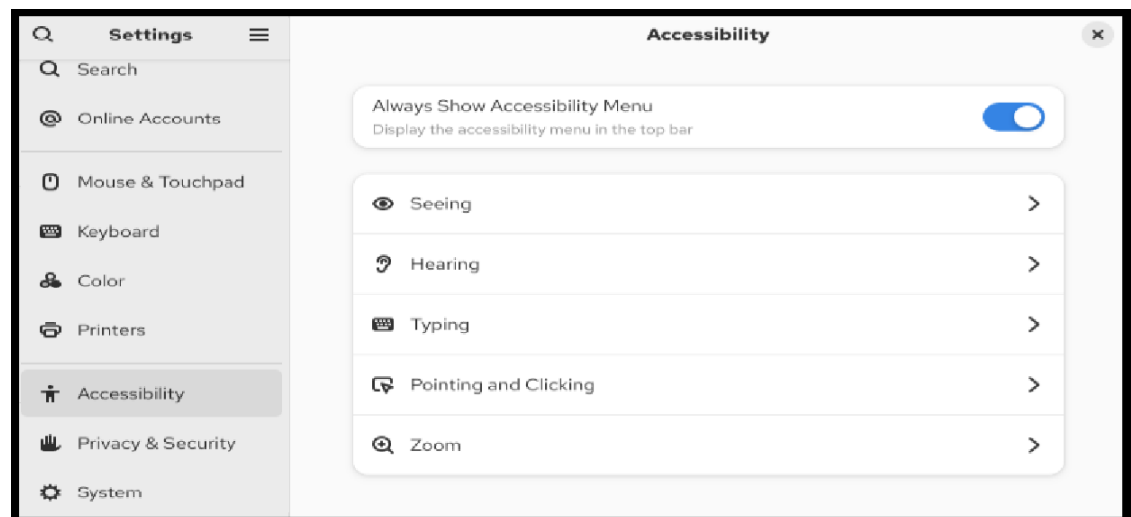 Settings
Search
Online Accounts
Mouse & Touchpad
Keyboard
Color
Printers
Accessibility
Privacy & Security
System
Accessibility
Always Show Accessibility Menu
Display the accessibility menu in the top bar
Seeing
Hearing
Typing
Pointing and Clicking
Zoom